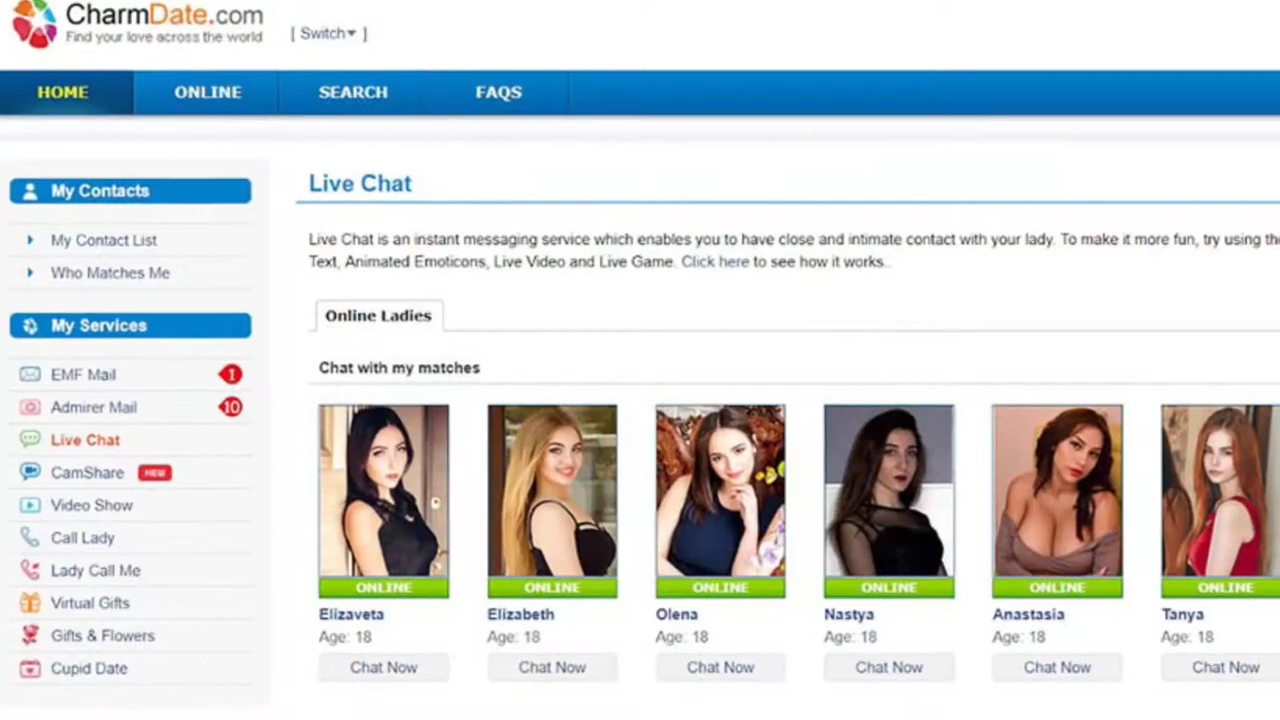 CharmDate.com
Find your love across the world
[ Switch▾ ]
HOME ONLINE SEARCH FAQS
My Contacts
My Contact List
Who Matches Me
My Services
EMF Mail 1
Admirer Mail 10
Live Chat
CamShare NEW
Video Show
Call Lady
Lady Call Me
Virtual Gifts
Gifts & Flowers
Cupid Date
Live Chat
Live Chat is an instant messaging service which enables you to have close and intimate contact with your lady. To make it more fun, try using the
Text, Animated Emoticons, Live Video and Live Game. Click here to see how it works.
Online Ladies
Chat with my matches
ONLINE ONLINE ONLINE ONLINE ONLINE ONLINE
Elizaveta Elizabeth Olena Nastya Anastasia Tanya
Age: 18 Age: 18 Age: 18 Age: 18 Age: 18 Age: 18
Chat Now Chat Now Chat Now Chat Now Chat Now Chat Now